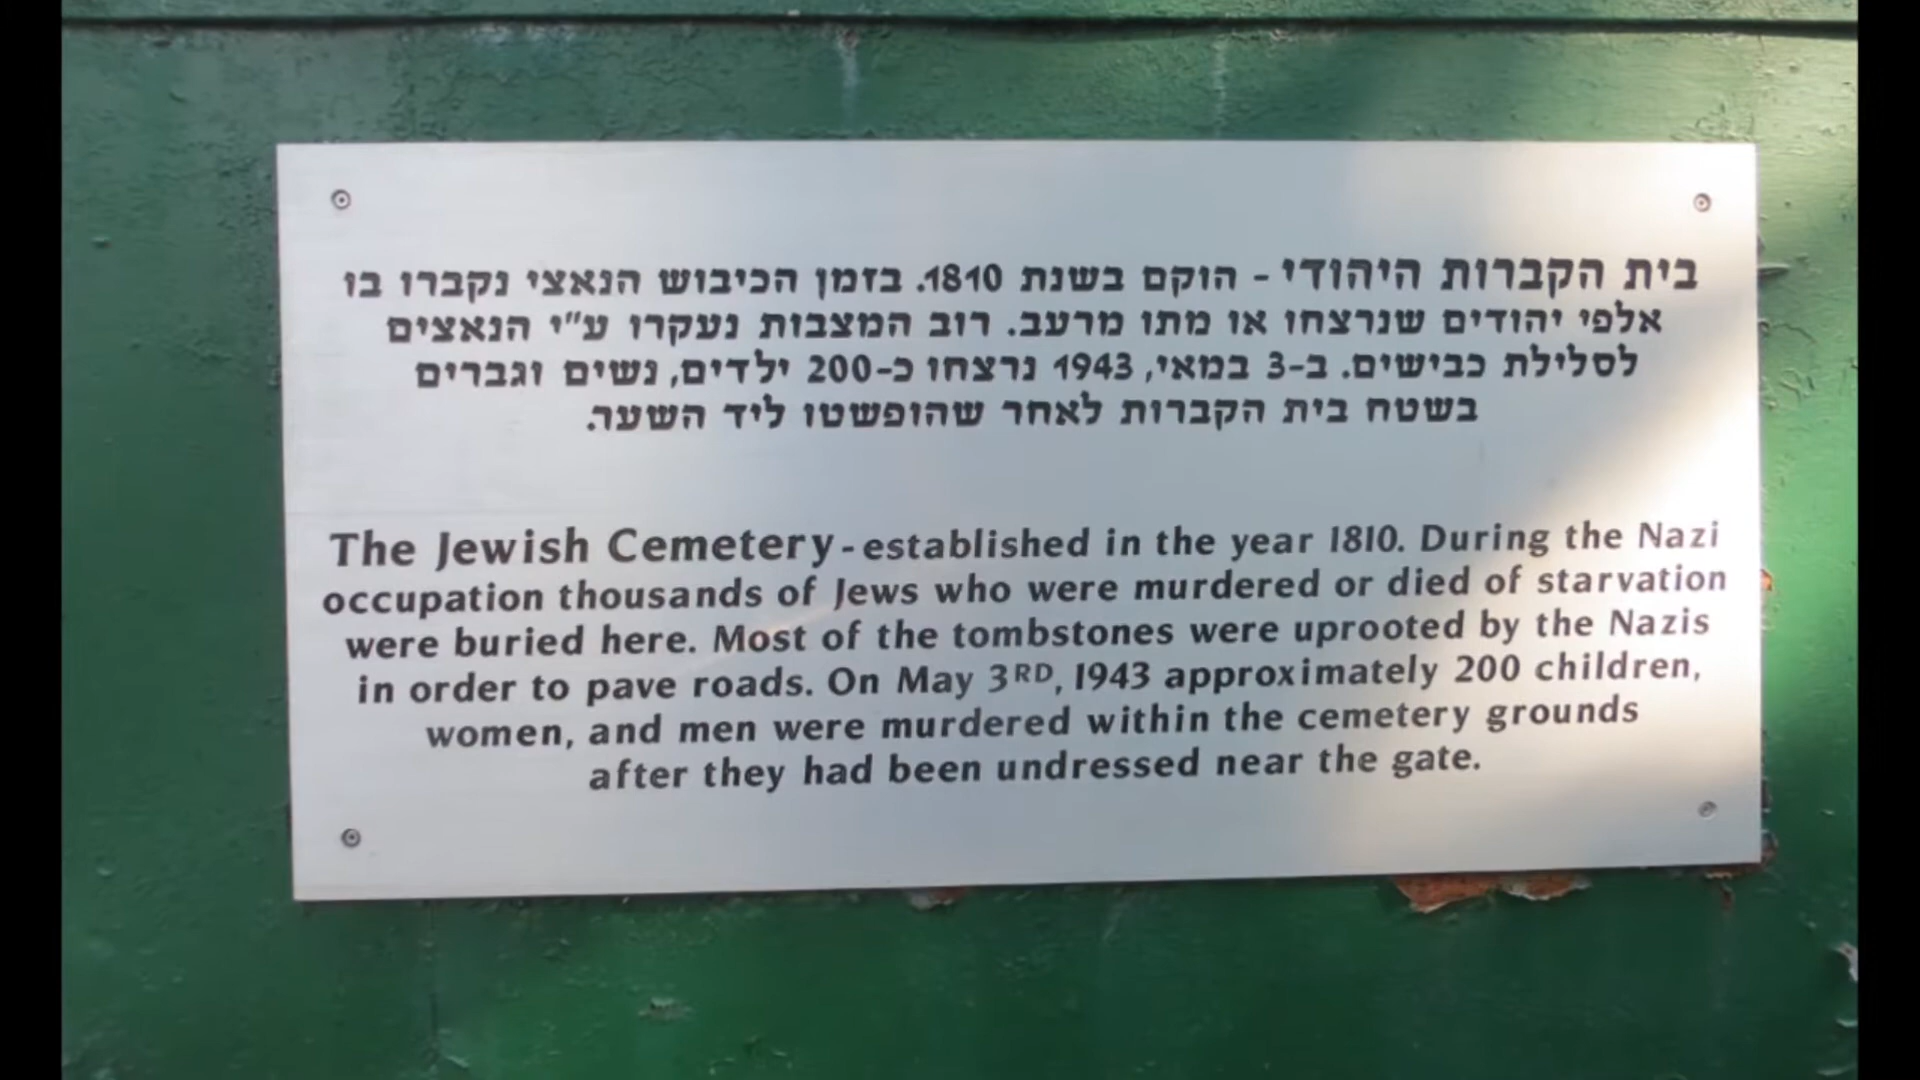 בית הקברות היהודי - הוקם בשנת 1810. בזמן הכיבוש הנאצי נקברו בו
אלפי יהודים שנרצחו או מתו מרעב. רוב המצבות נעקרו ע"י הנאצים
לסלילת כבישים. ב-3 במאי, 1943 נרצחו כ-200 ילדים, נשים וגברים
בשטח בית הקברות לאחר שהופשטו ליד השער.
The Jewish Cemetery - established in the year 1810. During the Nazi
occupation thousands of Jews who were murdered or died of starvation
were buried here. Most of the tombstones were uprooted by the Nazis
in order to pave roads. On May 3RD, 1943 approximately 200 children,
women, and men were murdered within the cemetery grounds
after they had been undressed near the gate.